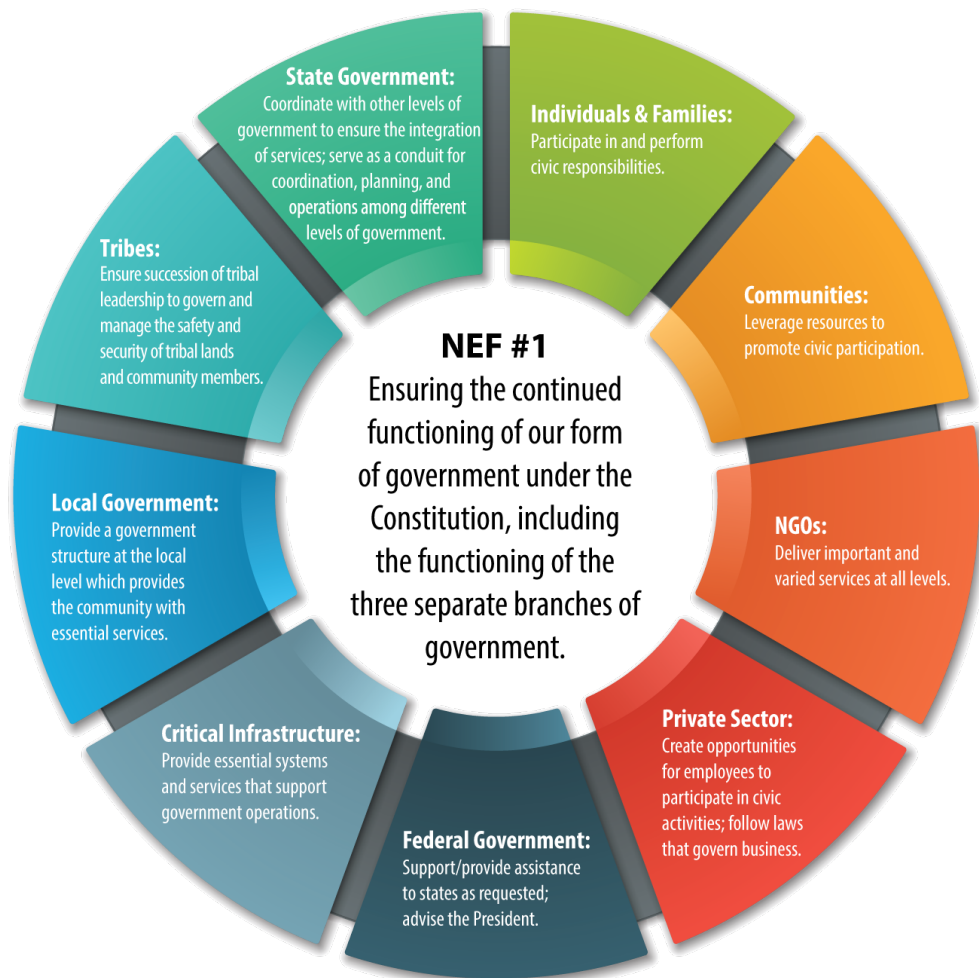 State Government:
Coordinate with other levels of
government to ensure the integration
of services; serve as a conduit for
coordination, planning, and
operations among different
levels of government.
Individuals & Families:
Participate in and perform
civic responsibilities.
Communities:
Leverage resources to
promote civic participation.
NGOs:
Deliver important and
varied services at all levels.
Private Sector:
Create opportunities
for employees to
participate in civic
activities; follow laws
that govern business.
Federal Government:
Support/provide assistance
to states as requested;
advise the President.
Critical Infrastructure:
Provide essential systems
and services that support
government operations.
Local Government:
Provide a government
structure at the local
level which provides
the community with
essential services.
Tribes:
Ensure succession of tribal
leadership to govern and
manage the safety and
security of tribal lands
and community members.
NEF #1
Ensuring the continued
functioning of our form
of government under the
Constitution, including
the functioning of the
three separate branches of
government.